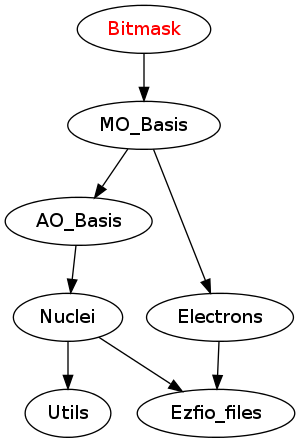 Bitmask
MO_Basis
AO_Basis
Nuclei
Electrons
Utils
Ezfio_files